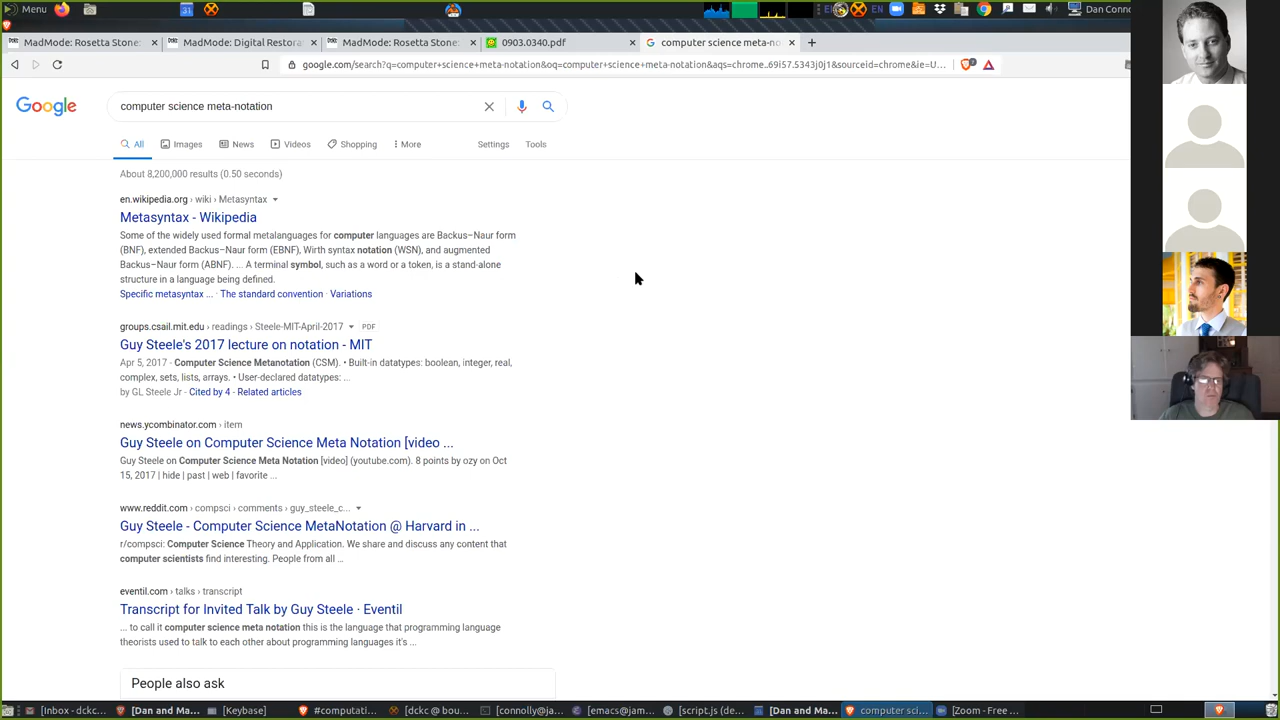 Menu
31
EN
EN
Dan Conno
MadMode: Rosetta Stone:
MadMode: Digital Restora
MadMode: Rosetta Stone:
0903.0340.pdf
computer science meta-no
google.com/search?q=computer+science+meta-notation&oq=computer+science+meta-notation&aqs=chrome..69i57.5343j0j1&sourceid=chrome&ie=U...
Google
computer science meta-notation
All
Images
News
Videos
Shopping
More
Settings
Tools
About 8,200,000 results (0.50 seconds)
en.wikipedia.org › wiki › Metasyntax
Metasyntax - Wikipedia
Some of the widely used formal metalanguages for computer languages are Backus–Naur form
(BNF), extended Backus–Naur form (EBNF), Wirth syntax notation (WSN), and augmented
Backus–Naur form (ABNF). ... A terminal symbol, such as a word or a token, is a stand-alone
structure in a language being defined.
Specific metasyntax ... · The standard convention · Variations
groups.csail.mit.edu › readings › Steele-MIT-April-2017 PDF
Guy Steele's 2017 lecture on notation - MIT
Apr 5, 2017 - Computer Science Metanotation (CSM). • Built-in datatypes: boolean, integer, real,
complex, sets, lists, arrays. • User-declared datatypes: ...
by GL Steele Jr - Cited by 4 - Related articles
news.ycombinator.com › item
Guy Steele on Computer Science Meta Notation [video ...
Guy Steele on Computer Science Meta Notation [video] (youtube.com). 8 points by ozy on Oct
15, 2017 | hide | past | web | favorite ...
www.reddit.com › compsci › comments › guy_steele_c...
Guy Steele - Computer Science MetaNotation @ Harvard in ...
r/compsci: Computer Science Theory and Application. We share and discuss any content that
computer scientists find interesting. People from all ...
eventil.com › talks › transcript
Transcript for Invited Talk by Guy Steele · Eventil
... to call it computer science meta notation this is the language that programming language
theorists used to talk to each other about programming languages it's ...
People also ask
[Inbox - dckc...
[Dan and Ma...
[Keybase]
#computati...
[dckc @ bou...
[connolly@ja...
[emacs@jam...
[script.js (de...
[Dan and Ma...
computer sci...
[Zoom - Free ...